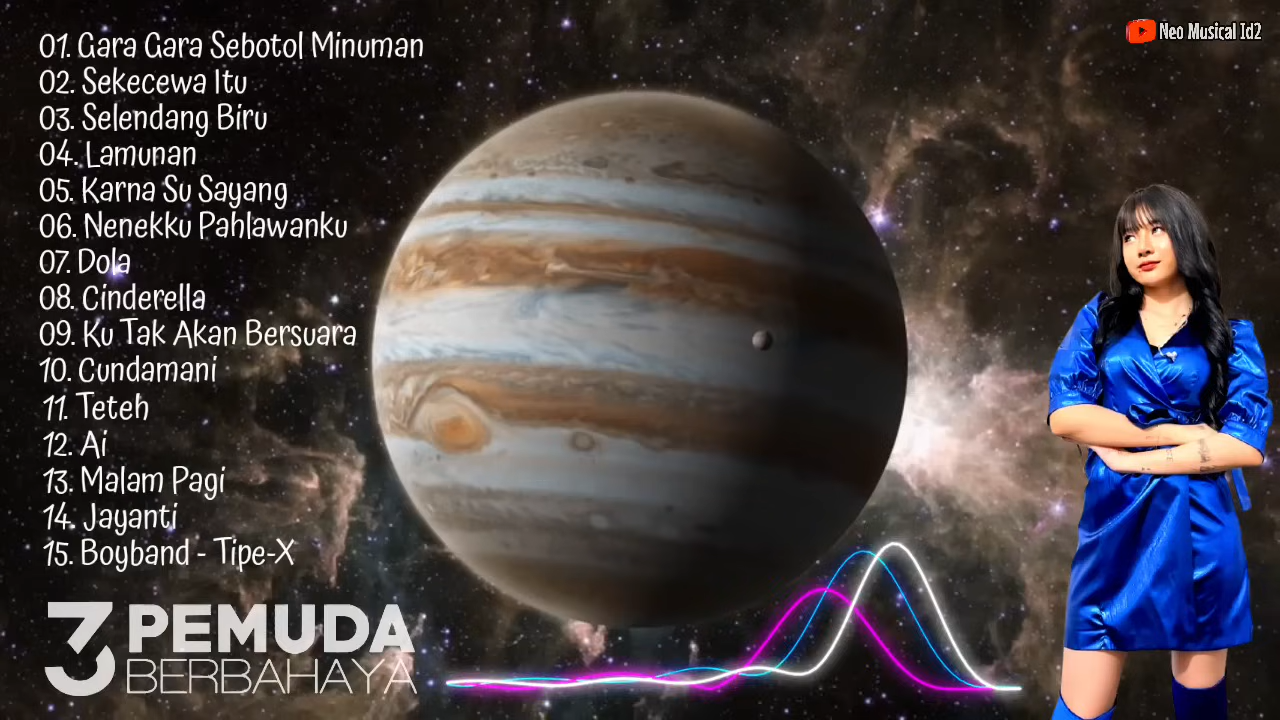 01. Gara Gara Sebotol Minuman
02. Sekecewa Itu
03. Selendang Biru
04. Lamunan
05. Karna Su Sayang
06. Nenekku Pahlawanku
07. Dola
08. Cinderella
09. Ku Tak Akan Bersuara
10. Cundamani
11. Teteh
12. Ai
13. Malam Pagi
14. Jayanti
15. Boyband - Tipe-X
3 PEMUDA
BERBAHAYA
Neo Musical Id2